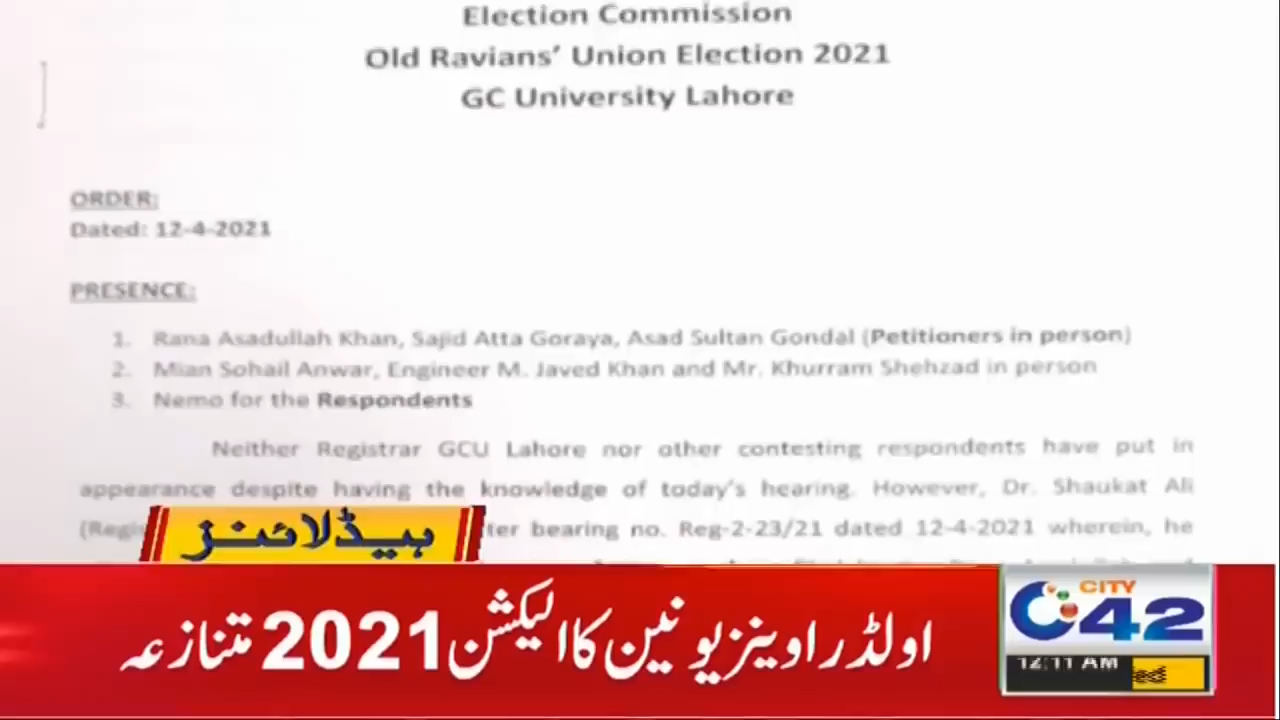 Election Commission
Old Ravians' Union Election 2021
GC University Lahore
ORDER:
Dated: 12-4-2021
PRESENCE:
1. Rana Asadullah Khan, Sajid Atta Goraya, Asad Sultan Gondal (Petitioners in person)
2. Mian Sohail Anwar, Engineer M. Javed Khan and Mr. Khurram Shehzad in person
3. Nemo for the Respondents
Neither Registrar GCU Lahore nor other contesting respondents have put in
appearance despite having the knowledge of today's hearing. However, Dr. Shaukat Ali
bearing no. Reg-2-23/21 dated 12-4-2021 wherein, he
ہیڈلائنز
اولڈ راوینز یونین کا الیکشن 2021 متنازعہ
CITY
42
12:11 AM